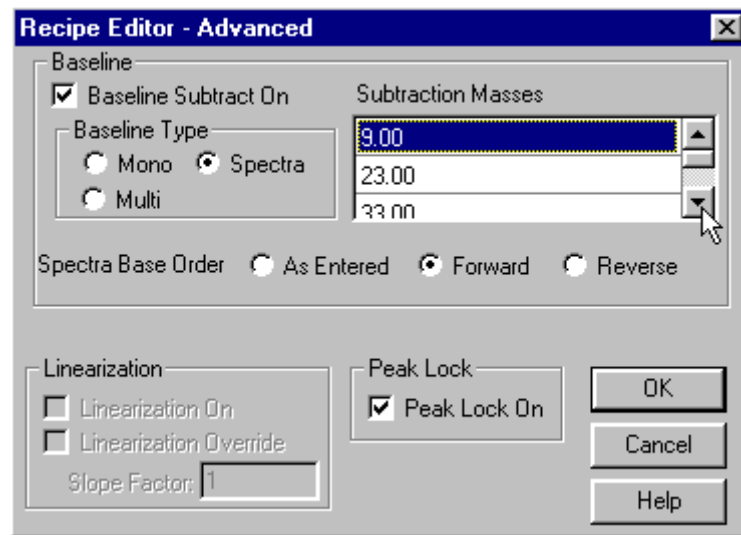 Recipe Editor - Advanced
Baseline
Baseline Subtract On
Subtraction Masses
Baseline Type
Mono
Spectra
Multi
9.00
23.00
33.00
Spectra Base Order
As Entered
Forward
Reverse
Linearization
Linearization On
Linearization Override
Slope Factor: 1
Peak Lock
Peak Lock On
OK
Cancel
Help